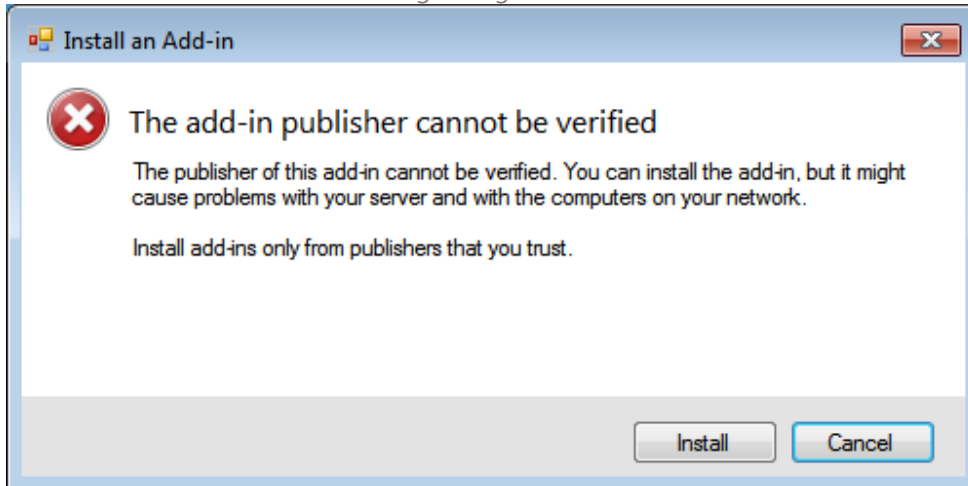 Install an Add-in
The add-in publisher cannot be verified
The publisher of this add-in cannot be verified. You can install the add-in, but it might
cause problems with your server and with the computers on your network.
Install add-ins only from publishers that you trust.
Install Cancel